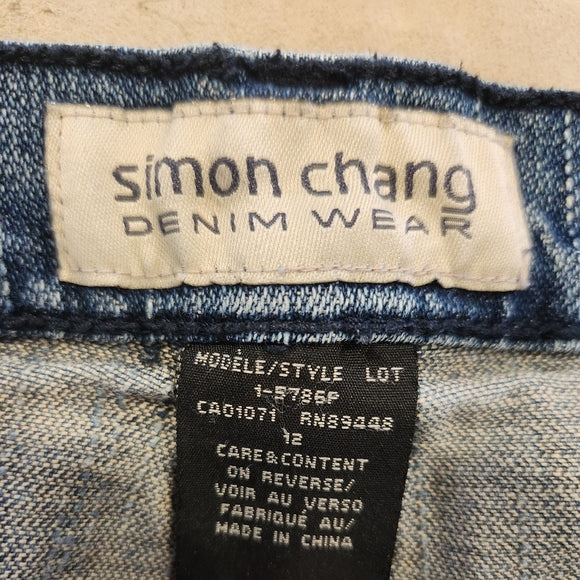 simon chang
DENIM WEAR
MODÈLE/STYLE LOT
1-5786P
CA01071 RN89448
12
CARE&CONTENT
ON REVERSE/
VOIR AU VERSO
FABRIQUÉ AU/
MADE IN CHINA